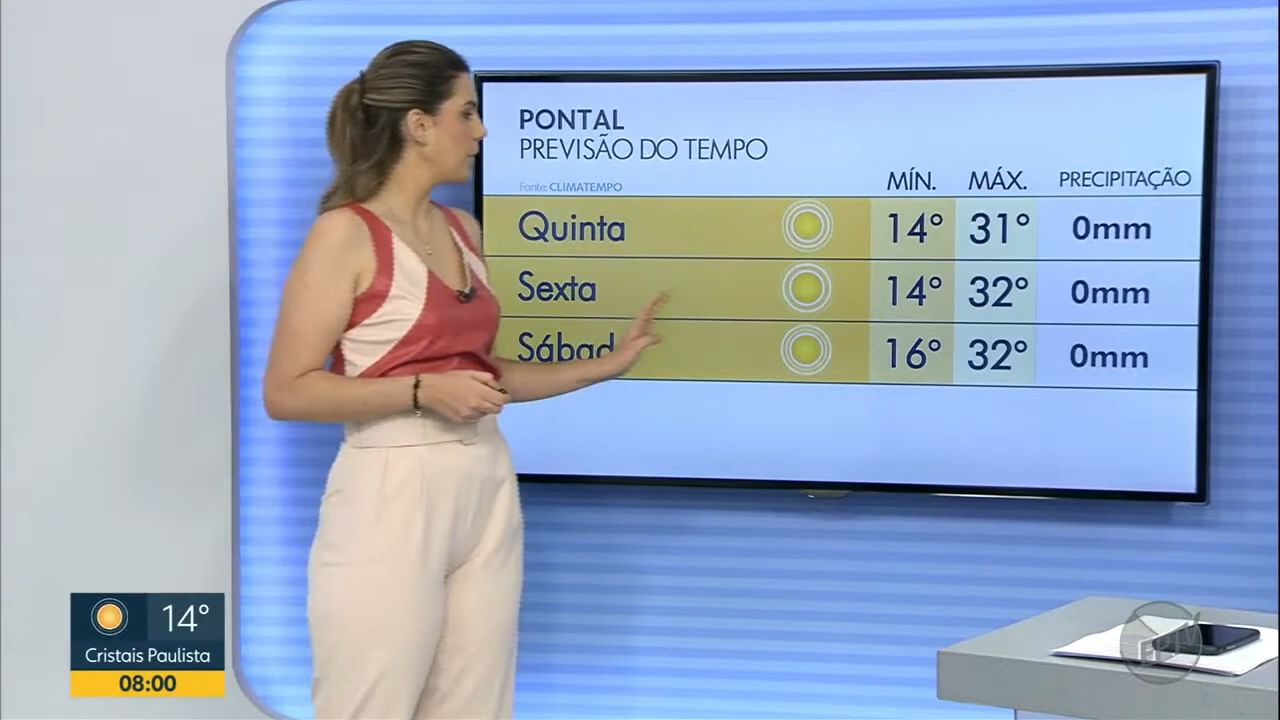 PONTAL
PREVISÃO DO TEMPO
Fonte: CLIMATEMPO
MÍN. MÁX. PRECIPITAÇÃO
Quinta 14° 31° 0mm
Sexta 14° 32° 0mm
Sábad 16° 32° 0mm
14°
Cristais Paulista
08:00